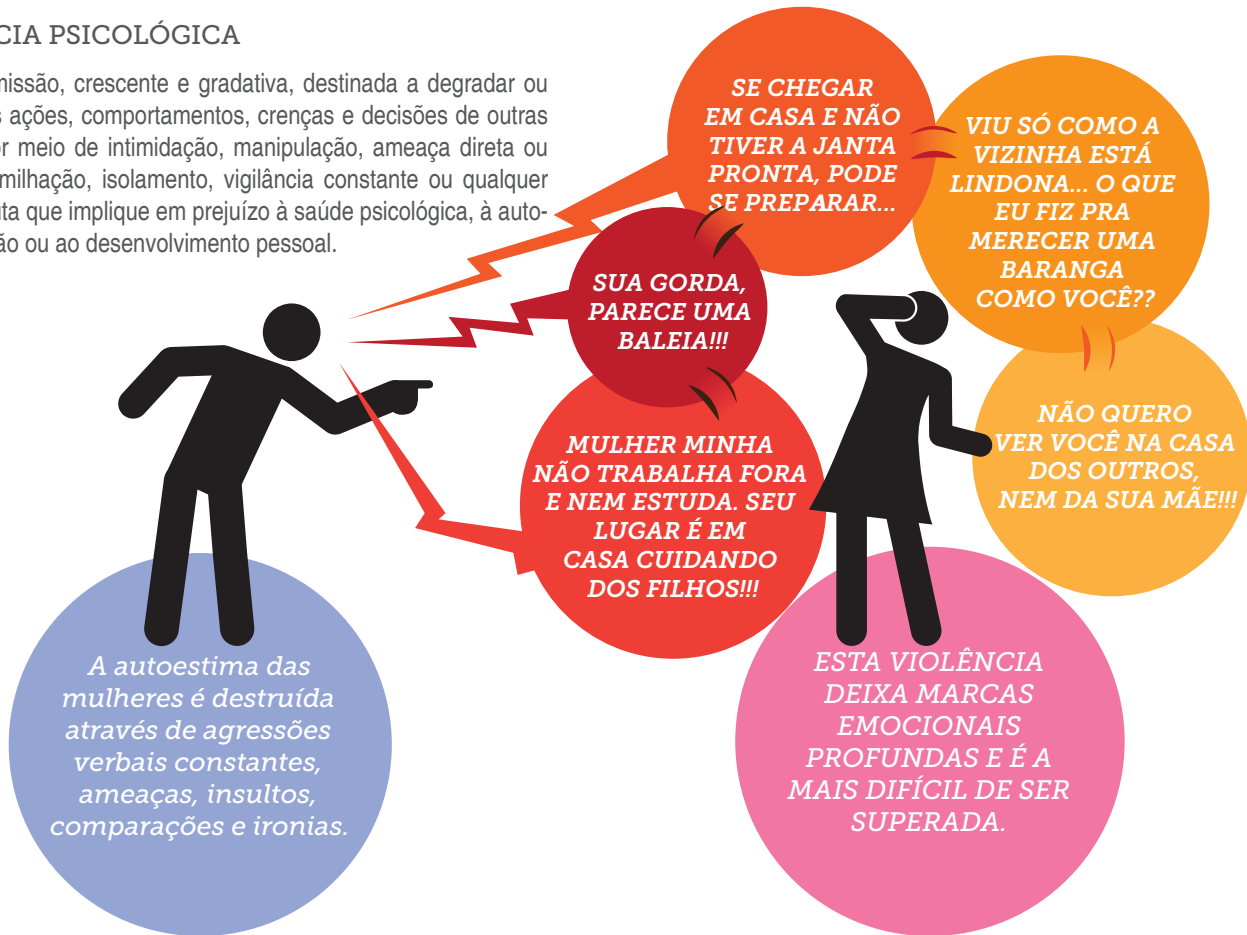 CIA PSICOLÓGICA
missão, crescente e gradativa, destinada a degradar ou
s ações, comportamentos, crenças e decisões de outras
or meio de intimidação, manipulação, ameaça direta ou
milhação, isolamento, vigilância constante ou qualquer
uta que implique em prejuízo à saúde psicológica, à auto-
ção ou ao desenvolvimento pessoal.
SE CHEGAR
EM CASA E NÃO
TIVER A JANTA
PRONTA, PODE
SE PREPARAR...
VIU SÓ COMO A
VIZINHA ESTÁ
LINDONA... O QUE
EU FIZ PRA
MERECER UMA
BARANGA
COMO VOCÊ??
SUA GORDA,
PARECE UMA
BALEIA!!!
NÃO QUERO
VER VOCÊ NA CASA
DOS OUTROS,
NEM DA SUA MÃE!!!
MULHER MINHA
NÃO TRABALHA FORA
E NEM ESTUDA. SEU
LUGAR É EM
CASA CUIDANDO
DOS FILHOS!!!
A autoestima das
mulheres é destruída
através de agressões
verbais constantes,
ameaças, insultos,
comparações e ironias.
ESTA VIOLÊNCIA
DEIXA MARCAS
EMOCIONAIS
PROFUNDAS E É A
MAIS DIFÍCIL DE SER
SUPERADA.